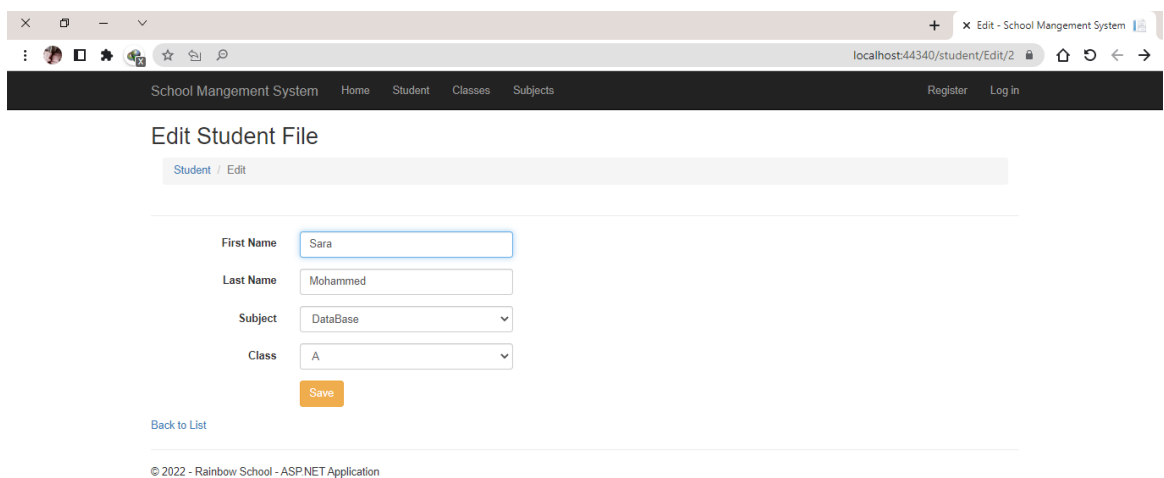 Edit - School Mangement System
localhost:44340/student/Edit/2
School Mangement System Home Student Classes Subjects Register Log in
Edit Student File
Student / Edit
First Name Sara
Last Name Mohammed
Subject DataBase
Class A
Save
Back to List
© 2022 - Rainbow School - ASP.NET Application